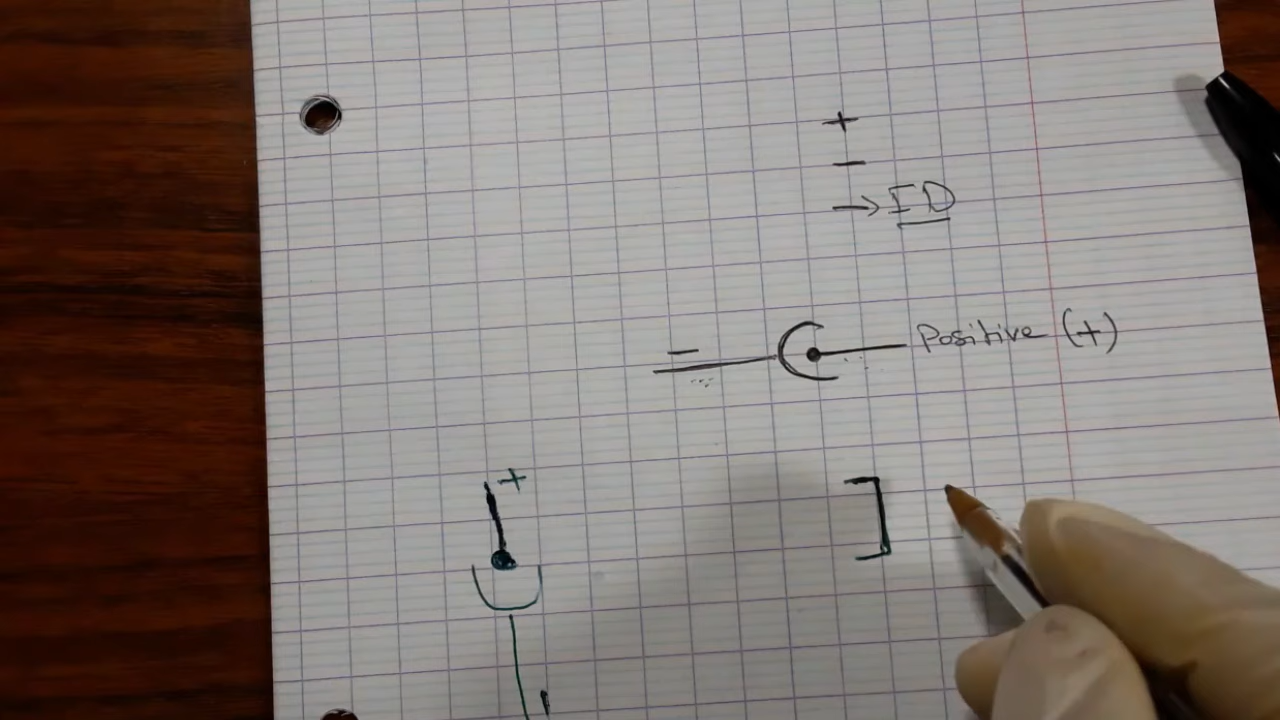 +
−
→ ID
− Positive (+)
+